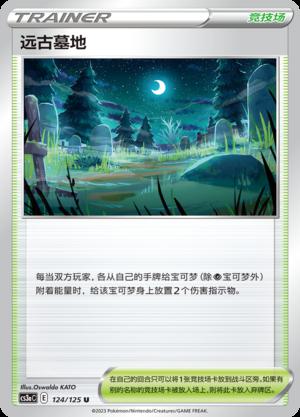 TRAINER 竞技场
远古墓地
每当双方玩家，各从自己的手牌给宝可梦（除 宝可梦外）
附着能量时，给该宝可梦身上放置2个伤害指示物。
Illus.Oswaldo KATO
在自己的回合只可以将1张竞技场卡放到战斗区旁。如果有
别的名称的竞技场卡被放入场上，则将此卡放入弃牌区。
CS3aC E 124/125 U
©2023 Pokémon/Nintendo/Creatures/GAME FREAK.